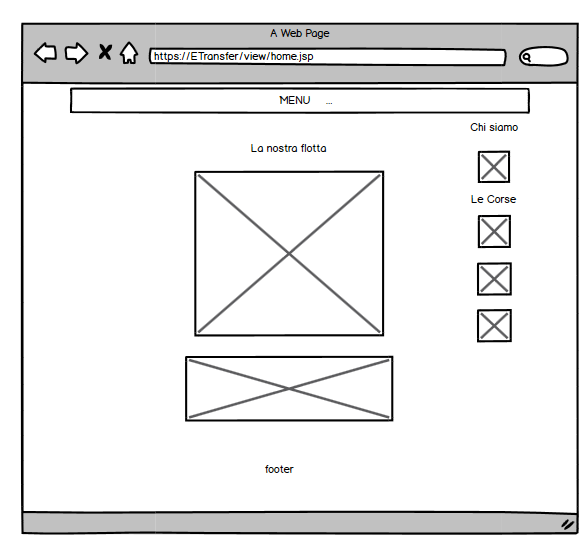 A Web Page
https://ETransfer/view/home.jsp
MENU ...
Chi siamo
La nostra flotta
Le Corse
footer